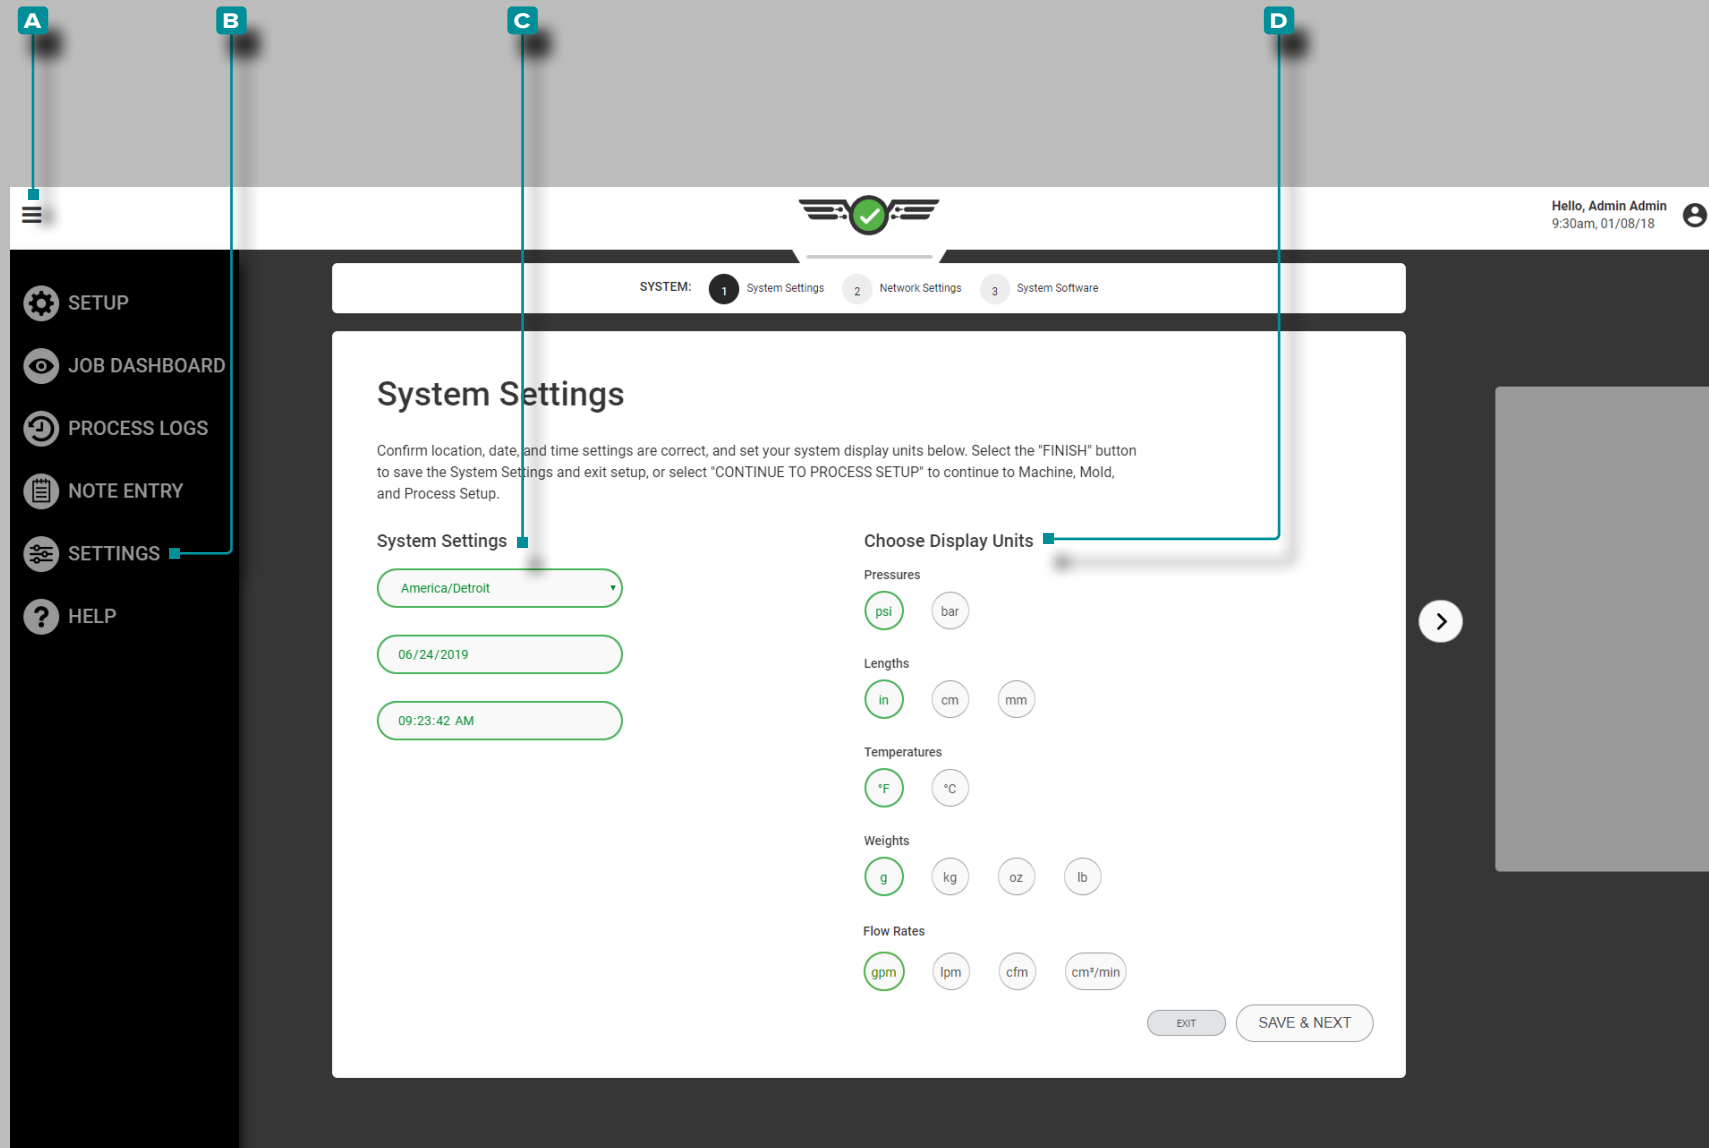 A
B
C
D
Hello, Admin Admin
9:30am, 01/08/18
SETUP
JOB DASHBOARD
PROCESS LOGS
NOTE ENTRY
SETTINGS
HELP
SYSTEM: 1 System Settings 2 Network Settings 3 System Software
System Settings
Confirm location, date, and time settings are correct, and set your system display units below. Select the "FINISH" button
to save the System Settings and exit setup, or select "CONTINUE TO PROCESS SETUP" to continue to Machine, Mold,
and Process Setup.
System Settings
America/Detroit
06/24/2019
09:23:42 AM
Choose Display Units
Pressures
psi bar
Lengths
in cm mm
Temperatures
°F °C
Weights
g kg oz lb
Flow Rates
gpm lpm cfm cm³/min
EXIT SAVE & NEXT